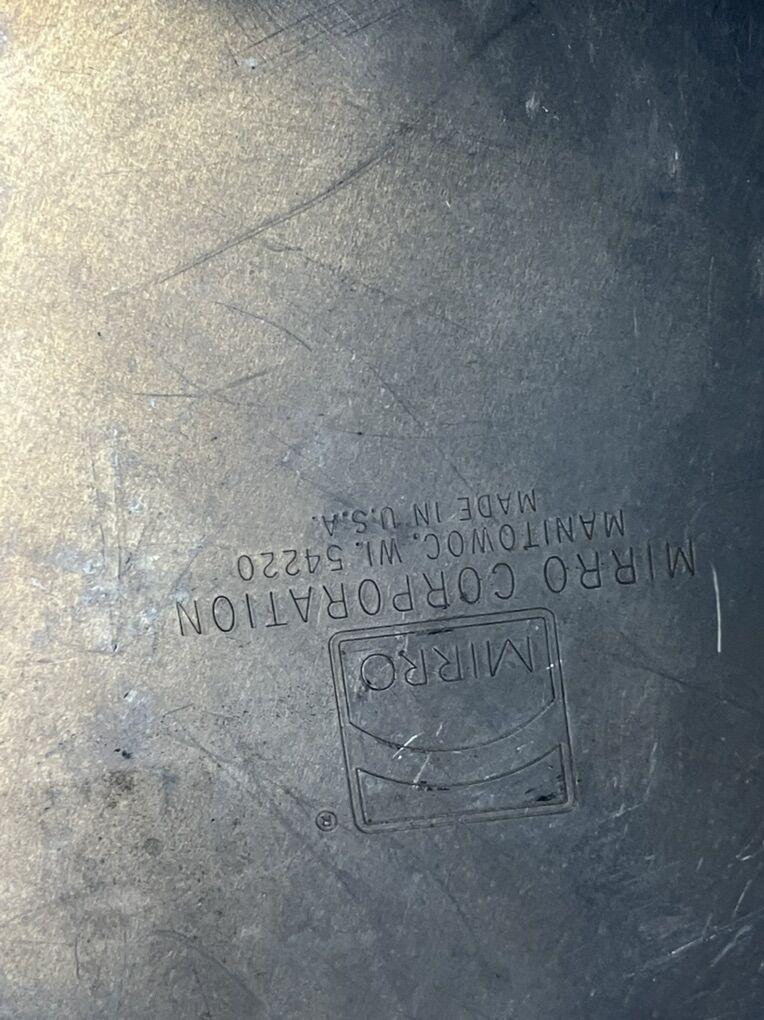 ®
MIRRO
MIRRO CORPORATION
MANITOWOC, WI. 54220
MADE IN U.S.A.